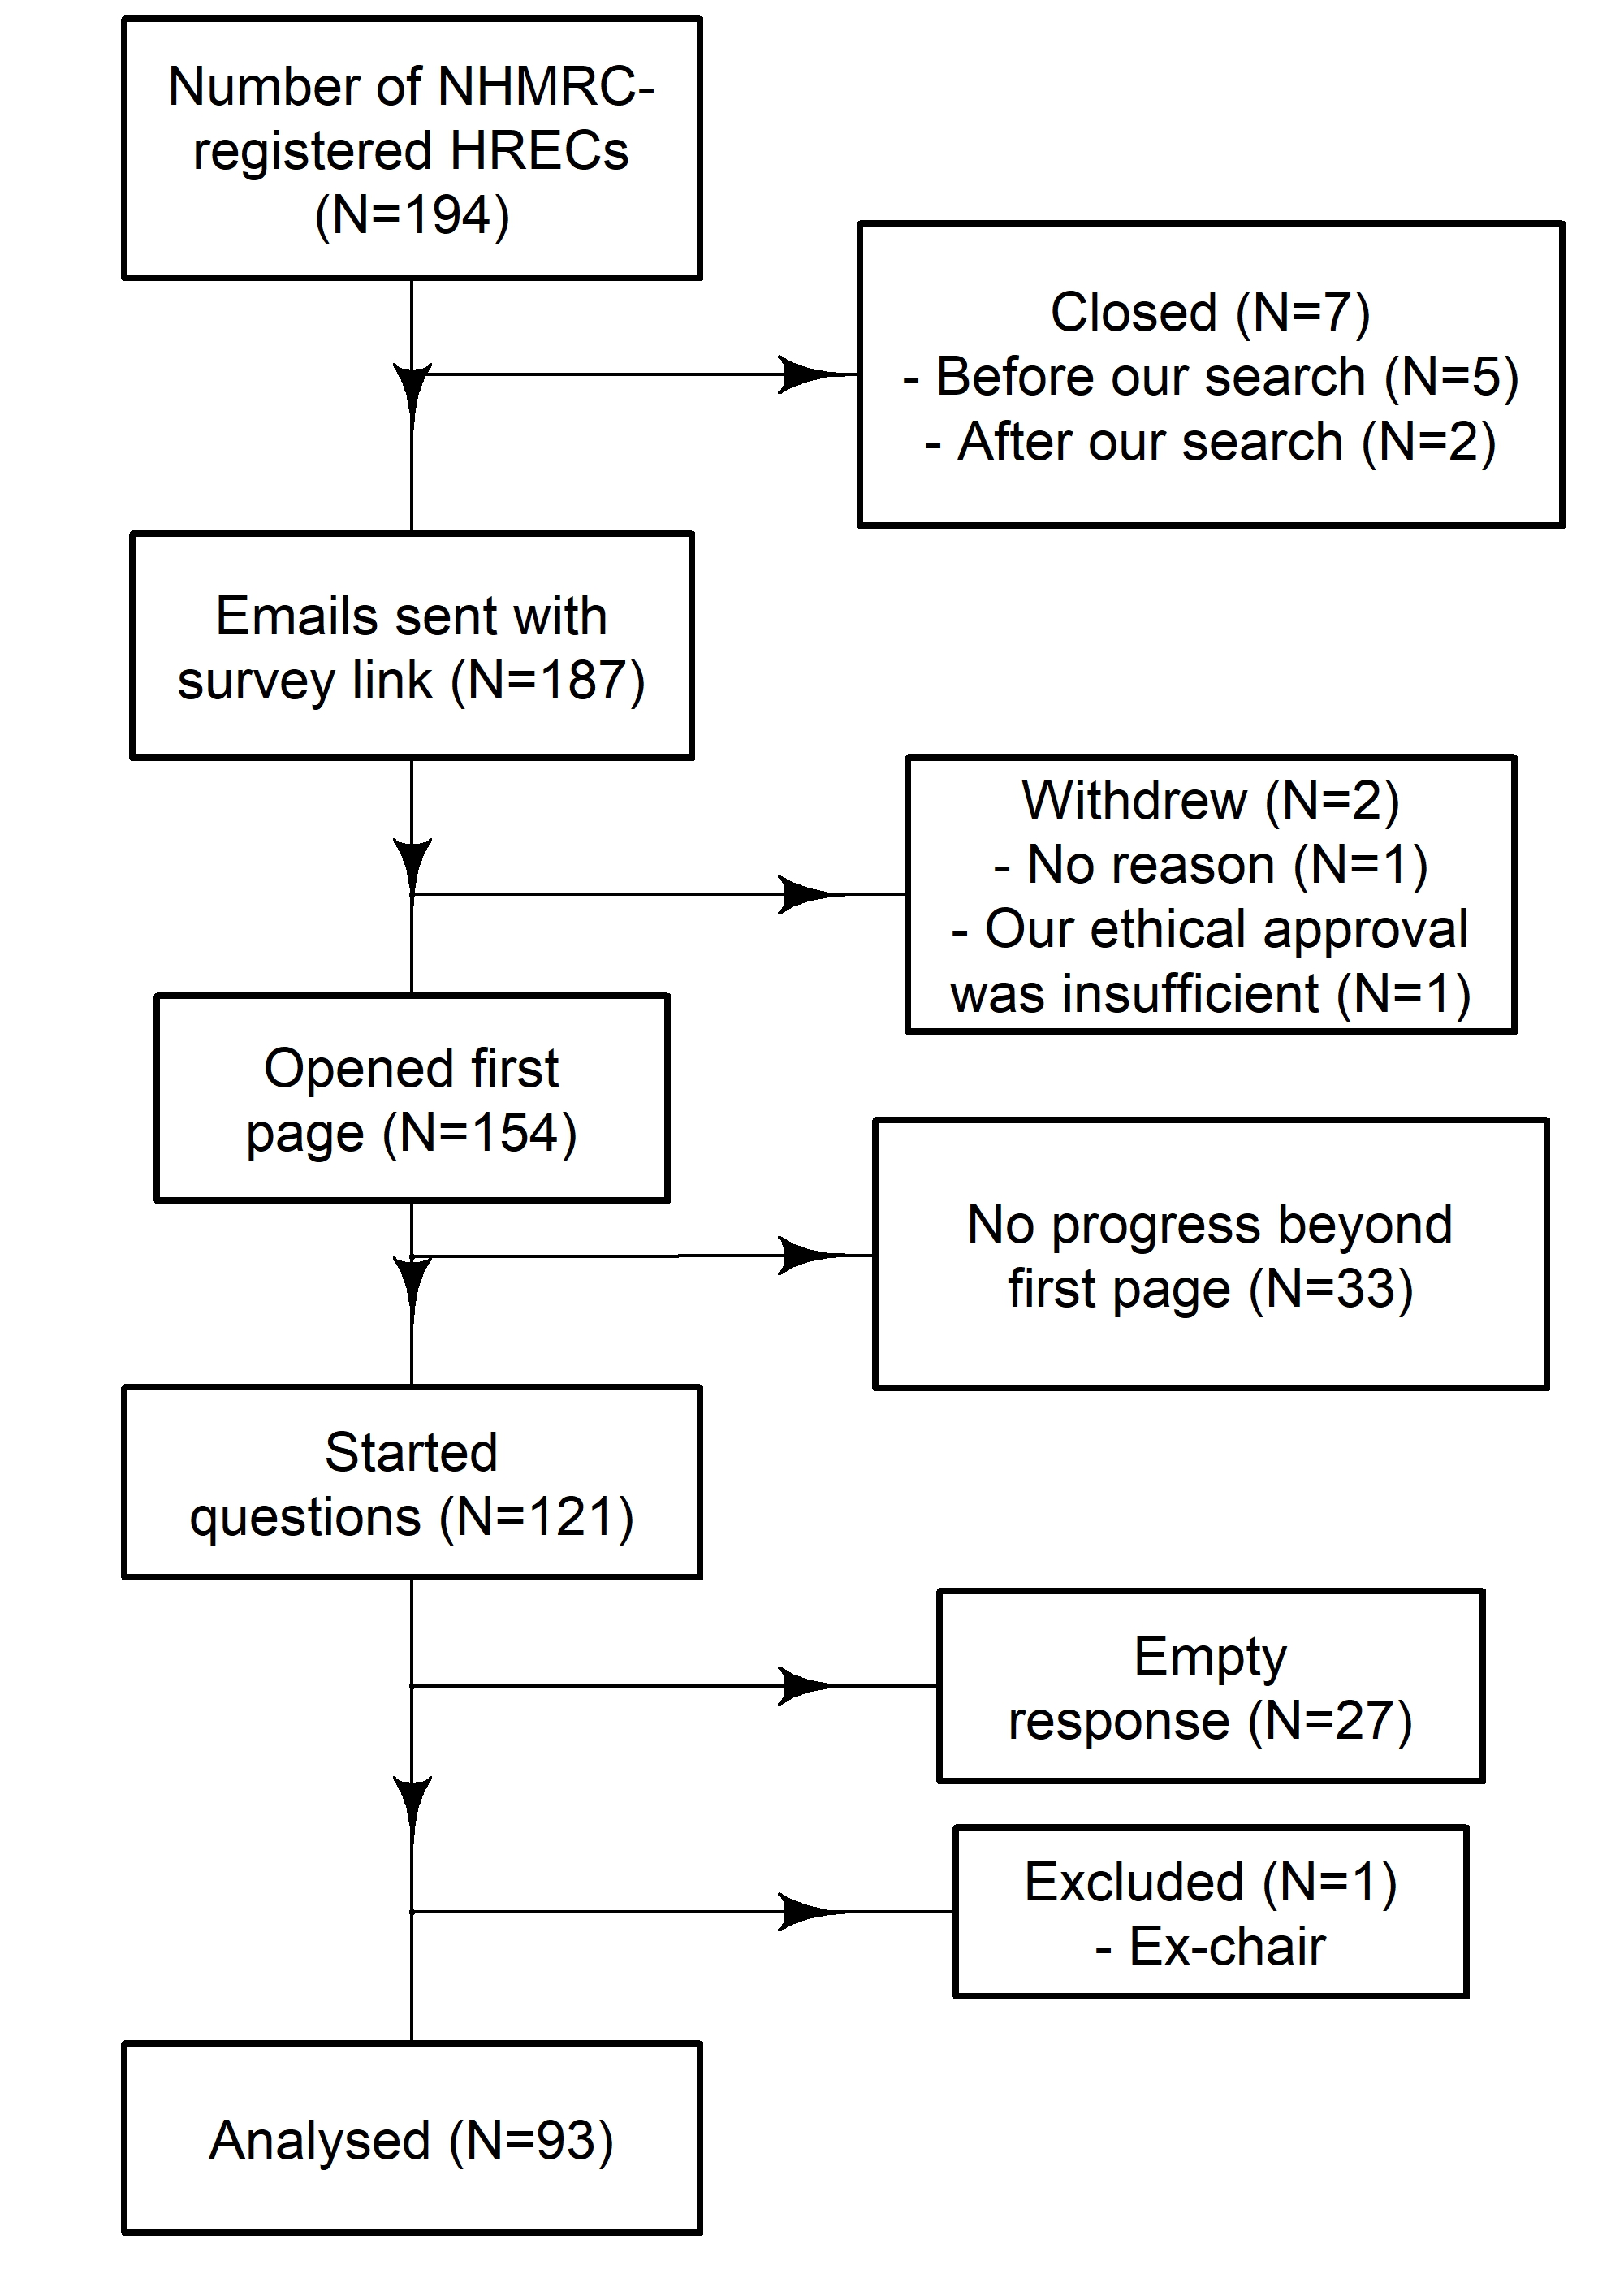 Number of NHMRC-
registered HRECs
(N=194)
Closed (N=7)
- Before our search (N=5)
- After our search (N=2)
Emails sent with
survey link (N=187)
Withdrew (N=2)
- No reason (N=1)
- Our ethical approval
was insufficient (N=1)
Opened first
page (N=154)
No progress beyond
first page (N=33)
Started
questions (N=121)
Empty
response (N=27)
Excluded (N=1)
- Ex-chair
Analysed (N=93)